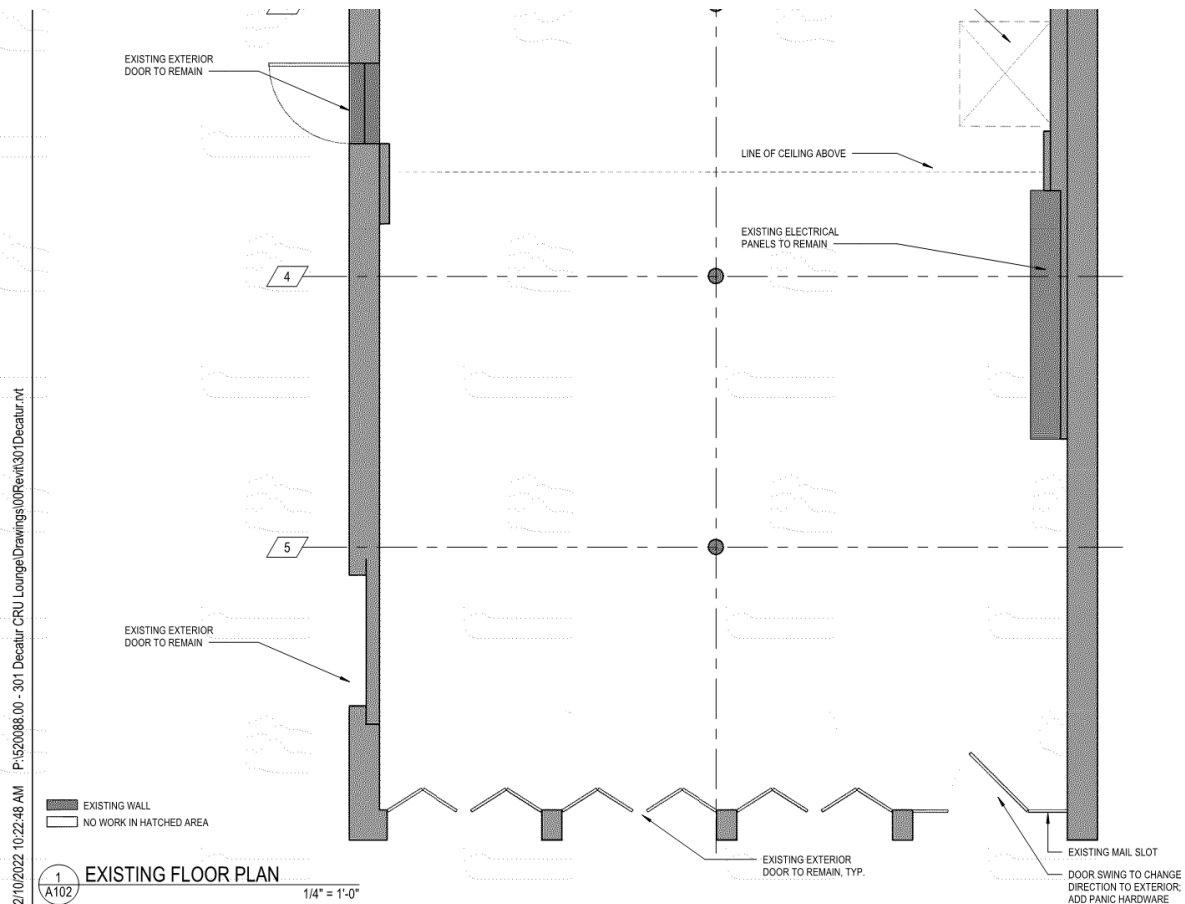 EXISTING EXTERIOR
DOOR TO REMAIN
LINE OF CEILING ABOVE
EXISTING ELECTRICAL
PANELS TO REMAIN
4
5
EXISTING EXTERIOR
DOOR TO REMAIN
EXISTING WALL
NO WORK IN HATCHED AREA
EXISTING EXTERIOR
DOOR TO REMAIN, TYP.
EXISTING MAIL SLOT
DOOR SWING TO CHANGE
DIRECTION TO EXTERIOR;
ADD PANIC HARDWARE
1
A102
EXISTING FLOOR PLAN
1/4" = 1'-0"
2/10/2022 10:22:48 AM P:\520088.00 - 301 Decatur CRU Lounge\Drawings\00Revit\301Decatur.rvt